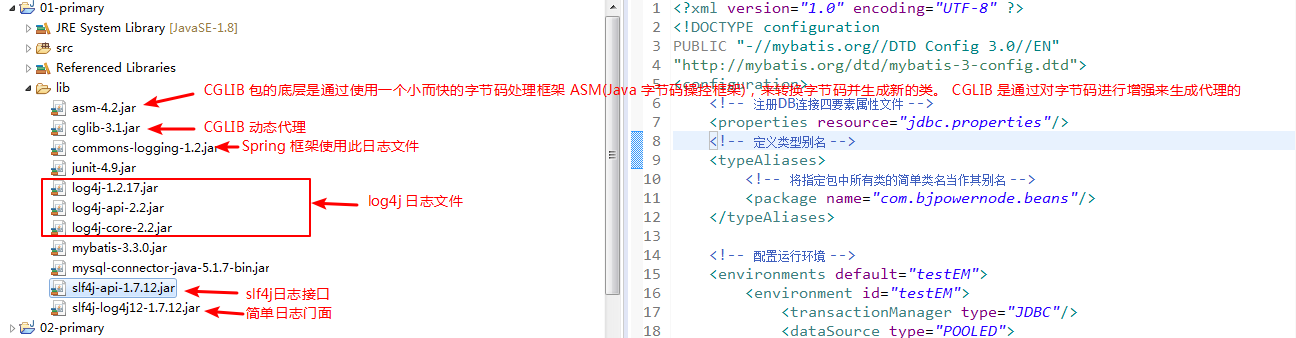 01-primary
JRE System Library [JavaSE-1.8]
src
Referenced Libraries
lib
asm-4.2.jar
CGLIB 包的底层是通过使用一个小而快的字节码处理框架 ASM(Java 字节码操控框架)，来转换字节码并生成新的类。 CGLIB 是通过对字节码进行增强来生成代理的
cglib-3.1.jar
CGLIB 动态代理
commons-logging-1.2.jar
Spring 框架使用此日志文件
junit-4.9.jar
log4j-1.2.17.jar
log4j-api-2.2.jar
log4j 日志文件
log4j-core-2.2.jar
mybatis-3.3.0.jar
mysql-connector-java-5.1.7-bin.jar
slf4j-api-1.7.12.jar
slf4j日志接口
slf4j-log4j12-1.7.12.jar
简单日志门面
02-primary
1 <?xml version="1.0" encoding="UTF-8" ?>
2 <!DOCTYPE configuration
3 PUBLIC "-//mybatis.org//DTD Config 3.0//EN"
4 "http://mybatis.org/dtd/mybatis-3-config.dtd">
5 <configuration>
6 <!-- 注册DB连接四要素属性文件 -->
7 <properties resource="jdbc.properties"/>
8 <!-- 定义类型别名 -->
9 <typeAliases>
10 <!-- 将指定包中所有类的简单类名当作其别名 -->
11 <package name="com.bjpowernode.beans"/>
12 </typeAliases>
13
14 <!-- 配置运行环境 -->
15 <environments default="testEM">
16 <environment id="testEM">
17 <transactionManager type="JDBC"/>
18 <dataSource type="POOLED">